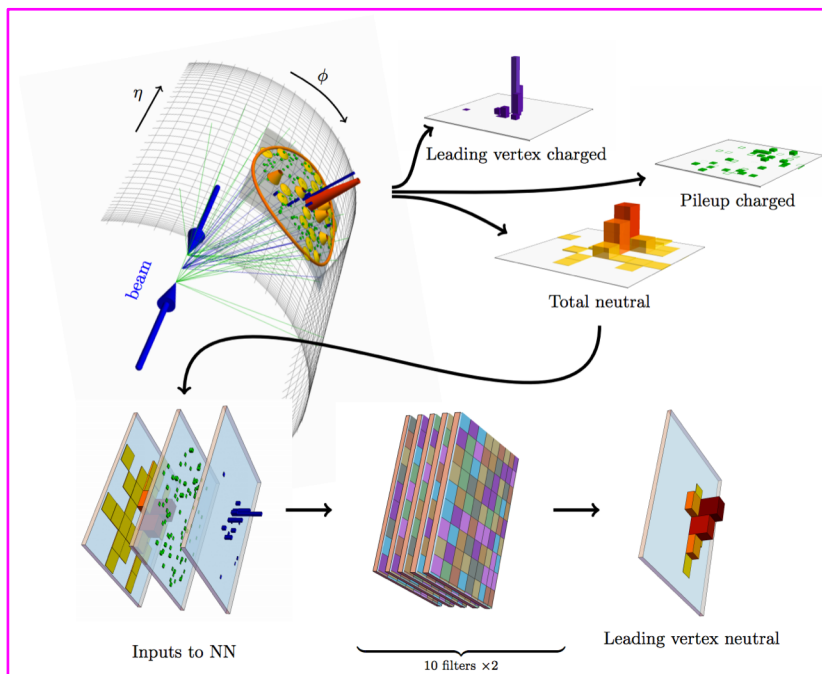 η
φ
beam
Leading vertex charged
Pileup charged
Total neutral
Inputs to NN
10 filters ×2
Leading vertex neutral